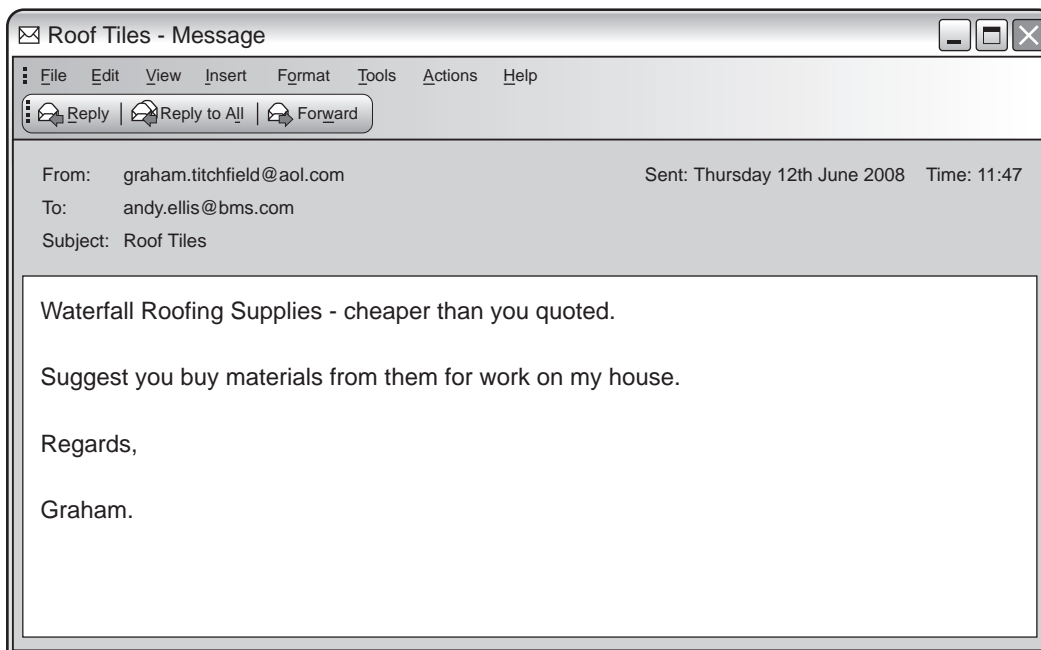 Roof Tiles - Message
File Edit View Insert Format Tools Actions Help
Reply Reply to All Forward
From: graham.titchfield@aol.com Sent: Thursday 12th June 2008 Time: 11:47
To: andy.ellis@bms.com
Subject: Roof Tiles
Waterfall Roofing Supplies - cheaper than you quoted.
Suggest you buy materials from them for work on my house.
Regards,
Graham.